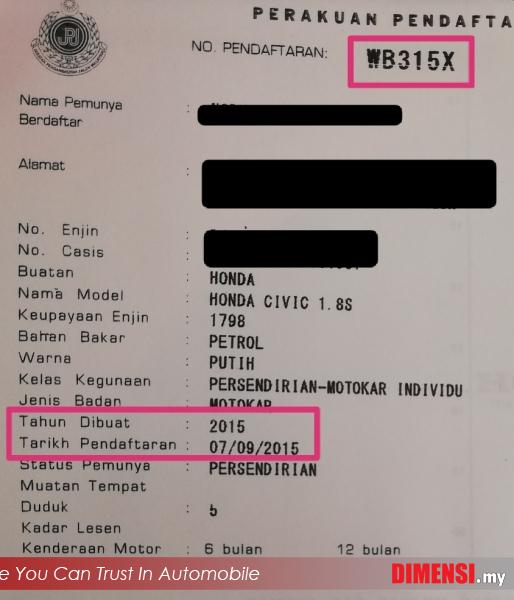 PERAKUAN PENDAFTA
NO. PENDAFTARAN: WB315X
Nama Pemunya :
Berdaftar
Alamat :
No. Enjin :
No. Casis :
Buatan : HONDA
Nama Model : HONDA CIVIC 1.8S
Keupayaan Enjin : 1798
Bahan Bakar : PETROL
Warna : PUTIH
Kelas Kegunaan : PERSENDIRIAN-MOTOKAR INDIVIDU
Jenis Badan : MOTOKAR
Tahun Dibuat : 2015
Tarikh Pendaftaran : 07/09/2015
Status Pemunya : PERSENDIRIAN
Muatan Tempat
Duduk : 5
Kadar Lesen
Kenderaan Motor : 6 bulan 12 bulan
e You Can Trust In Automobile DIMENSI.my